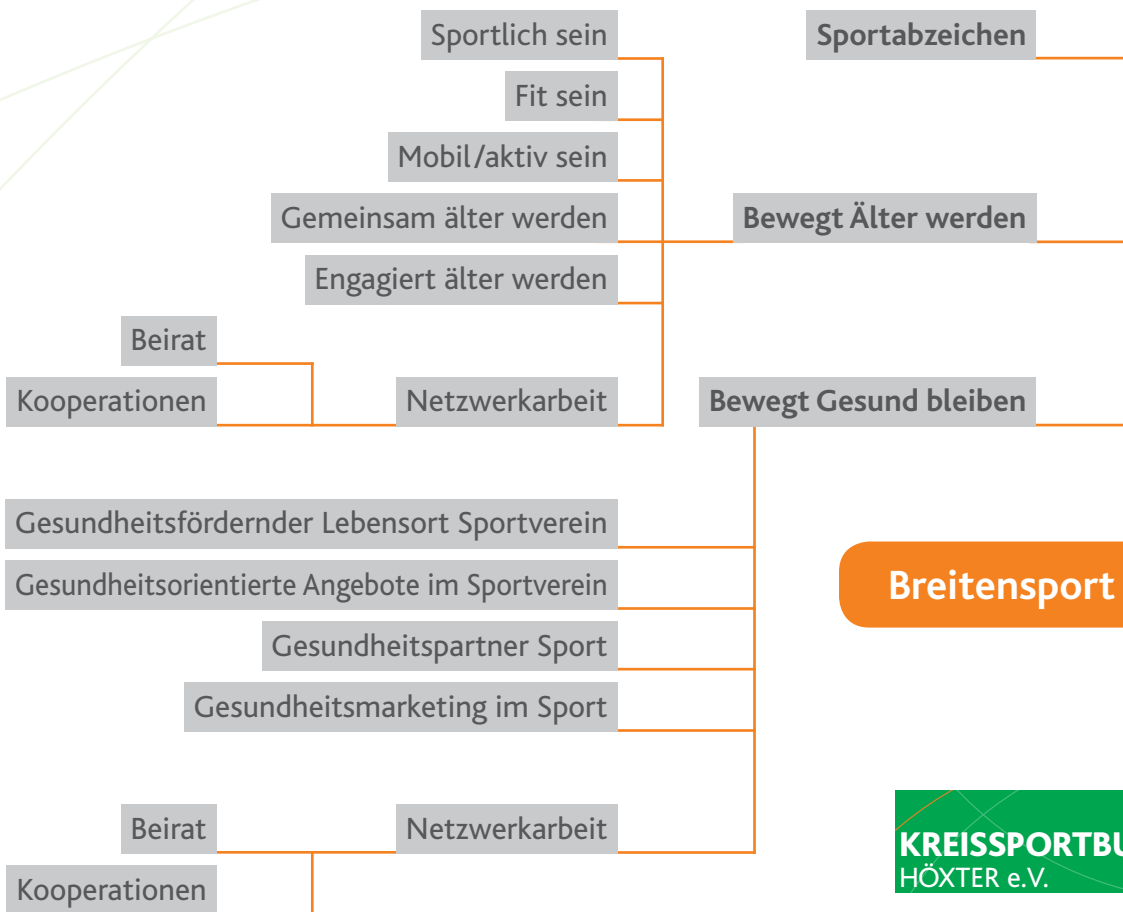 Sportlich sein
Sportabzeichen
Fit sein
Mobil/aktiv sein
Gemeinsam älter werden
Bewegt Älter werden
Engagiert älter werden
Beirat
Kooperationen
Netzwerkarbeit
Bewegt Gesund bleiben
Gesundheitsfördernder Lebensort Sportverein
Gesundheitsorientierte Angebote im Sportverein
Breitensport
Gesundheitspartner Sport
Gesundheitsmarketing im Sport
Beirat
Netzwerkarbeit
Kooperationen
KREISSPORTBU
HÖXTER e.V.